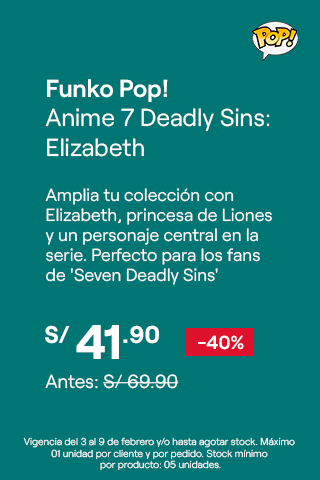 POP!
Funko Pop!
Anime 7 Deadly Sins:
Elizabeth
Amplia tu colección con
Elizabeth, princesa de Liones
y un personaje central en la
serie. Perfecto para los fans
de 'Seven Deadly Sins'
S/ 41.90 -40%
Antes: S/ 69.90
Vigencia del 3 al 9 de febrero y/o hasta agotar stock. Máximo
01 unidad por cliente y por pedido. Stock mínimo
por producto: 05 unidades.